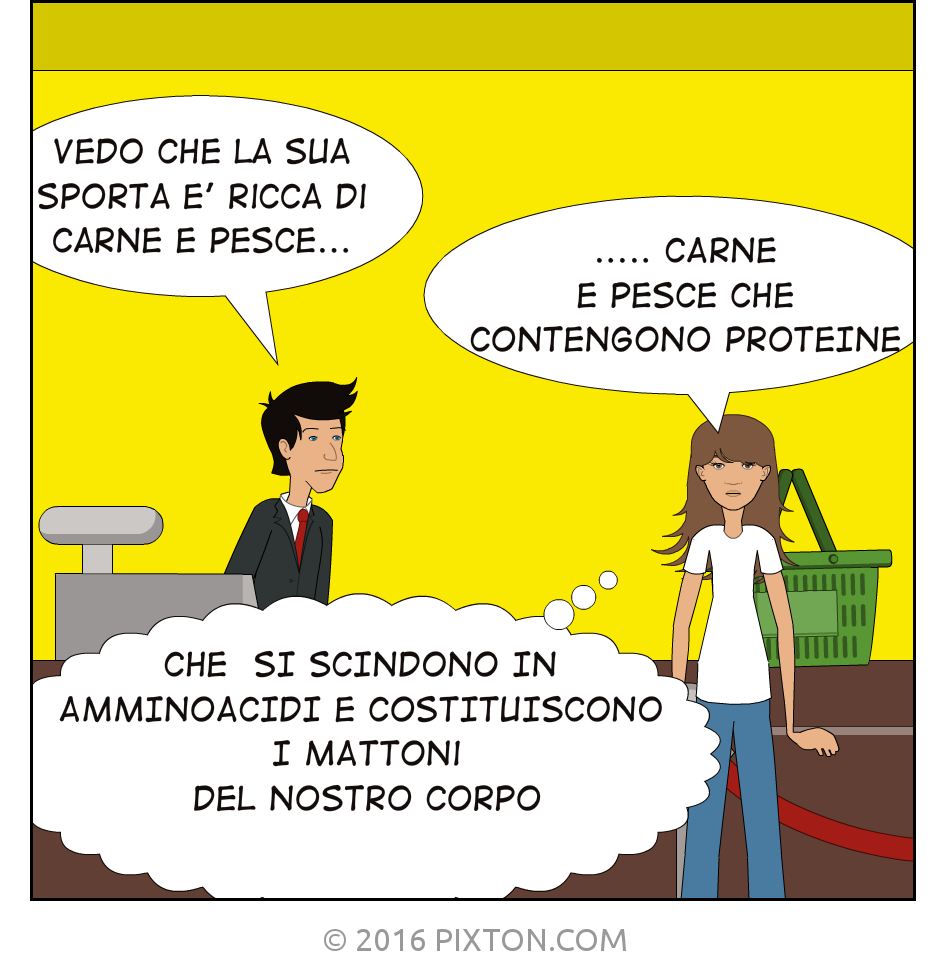 VEDO CHE LA SUA
SPORTA E' RICCA DI
CARNE E PESCE...
..... CARNE
E PESCE CHE
CONTENGONO PROTEINE
CHE SI SCINDONO IN
AMMINOACIDI E COSTITUISCONO
I MATTONI
DEL NOSTRO CORPO
© 2016 PIXTON.COM